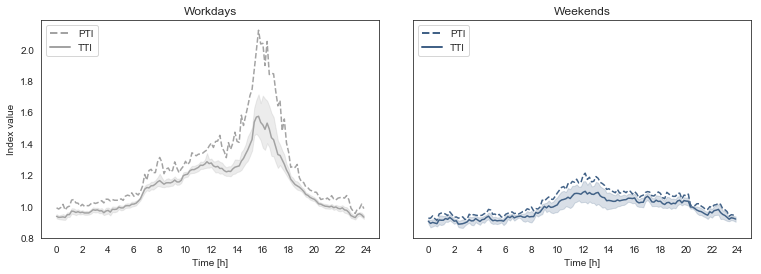 Workdays
PTI
TTI
Index value
2.0
1.8
1.6
1.4
1.2
1.0
0.8
0 2 4 6 8 10 12 14 16 18 20 22 24
Time [h]
Weekends
PTI
TTI
0 2 4 6 8 10 12 14 16 18 20 22 24
Time [h]